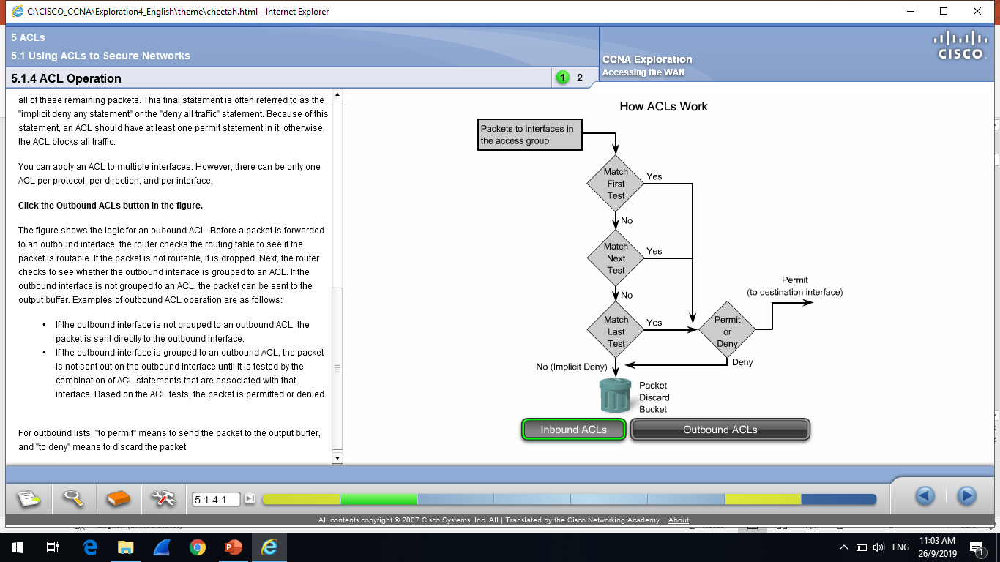 C:\CISCO_CCNA\Exploration4_English\theme\cheetah.html - Internet Explorer
5 ACLs
5.1 Using ACLs to Secure Networks
CISCO
CCNA Exploration
Accessing the WAN
5.1.4 ACL Operation
1 2
all of these remaining packets. This final statement is often referred to as the
"implicit deny any statement" or the "deny all traffic" statement. Because of this
statement, an ACL should have at least one permit statement in it; otherwise,
the ACL blocks all traffic.
You can apply an ACL to multiple interfaces. However, there can be only one
ACL per protocol, per direction, and per interface.
Click the Outbound ACLs button in the figure.
The figure shows the logic for an oubound ACL. Before a packet is forwarded
to an outbound interface, the router checks the routing table to see if the
packet is routable. If the packet is not routable, it is dropped. Next, the router
checks to see whether the outbound interface is grouped to an ACL. If the
outbound interface is not grouped to an ACL, the packet can be sent to the
output buffer. Examples of outbound ACL operation are as follows:
• If the outbound interface is not grouped to an outbound ACL, the
packet is sent directly to the outbound interface.
• If the outbound interface is grouped to an outbound ACL, the packet
is not sent out on the outbound interface until it is tested by the
combination of ACL statements that are associated with that
interface. Based on the ACL tests, the packet is permitted or denied.
For outbound lists, "to permit" means to send the packet to the output buffer,
and "to deny" means to discard the packet.
How ACLs Work
Packets to interfaces in
the access group
Match
First
Test
Yes
No
Match
Next
Test
Yes
No
Match
Last
Test
Yes
Permit
or
Deny
Permit
(to destination interface)
Deny
No (Implicit Deny)
Packet
Discard
Bucket
Inbound ACLs
Outbound ACLs
5.1.4.1
All contents copyright © 2007 Cisco Systems, Inc. All | Translated by the Cisco Networking Academy. | About
ENG
11:03 AM
26/9/2019
1